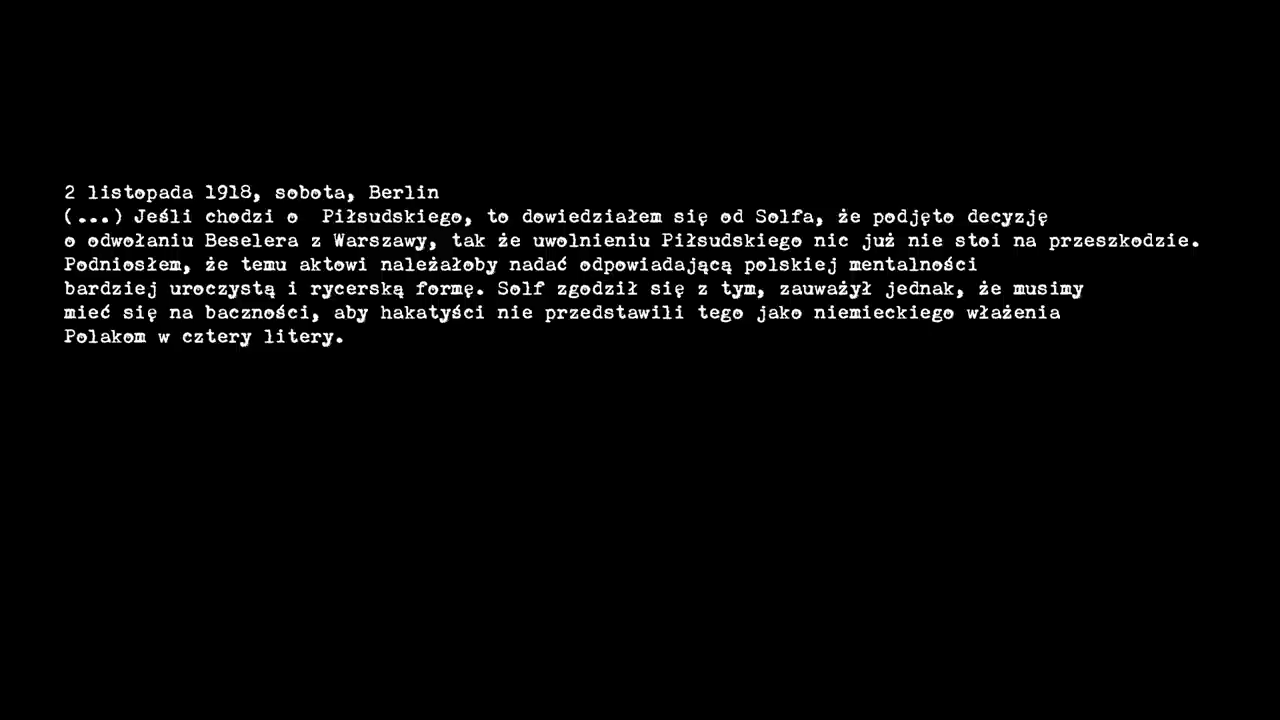 2 listopada 1918, sobota, Berlin
(...) Jeśli chodzi o  Piłsudskiego, to dowiedziałem się od Solfa, że podjęto decyzję
o odwołaniu Beselera z Warszawy, tak że uwolnieniu Piłsudskiego nic już nie stoi na przeszkodzie.
Podniosłem, że temu aktowi należałoby nadać odpowiadającą polskiej mentalności
bardziej uroczystą i rycerską formę. Solf zgodził się z tym, zauważył jednak, że musimy
mieć się na baczności, aby hakatyści nie przedstawili tego jako niemieckiego włażenia
Polakom w cztery litery.